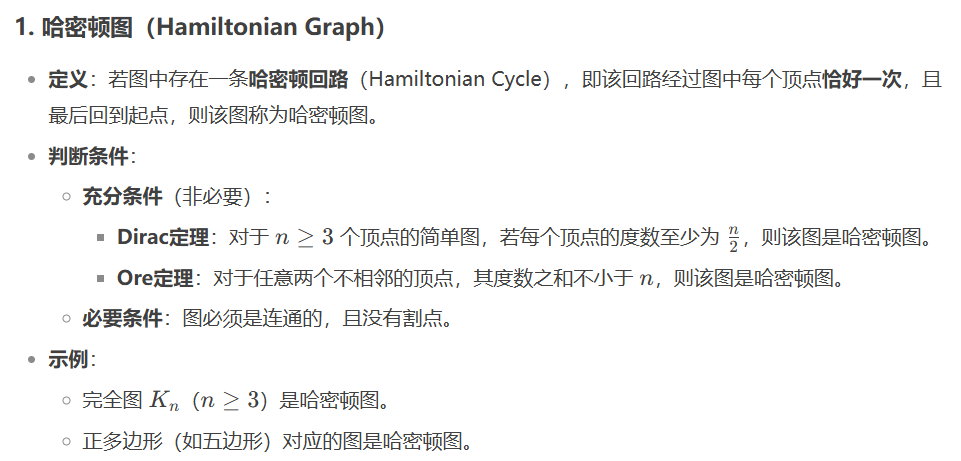 1. 哈密顿图（Hamiltonian Graph）
• 定义：若图中存在一条哈密顿回路（Hamiltonian Cycle），即该回路经过图中每个顶点恰好一次，且
最后回到起点，则该图称为哈密顿图。
• 判断条件：
○ 充分条件（非必要）：
▪ Dirac定理：对于 n ≥ 3 个顶点的简单图，若每个顶点的度数至少为 n/2，则该图是哈密顿图。
▪ Ore定理：对于任意两个不相邻的顶点，其度数之和不小于 n，则该图是哈密顿图。
○ 必要条件：图必须是连通的，且没有割点。
• 示例：
○ 完全图 Kₙ（n ≥ 3）是哈密顿图。
○ 正多边形（如五边形）对应的图是哈密顿图。